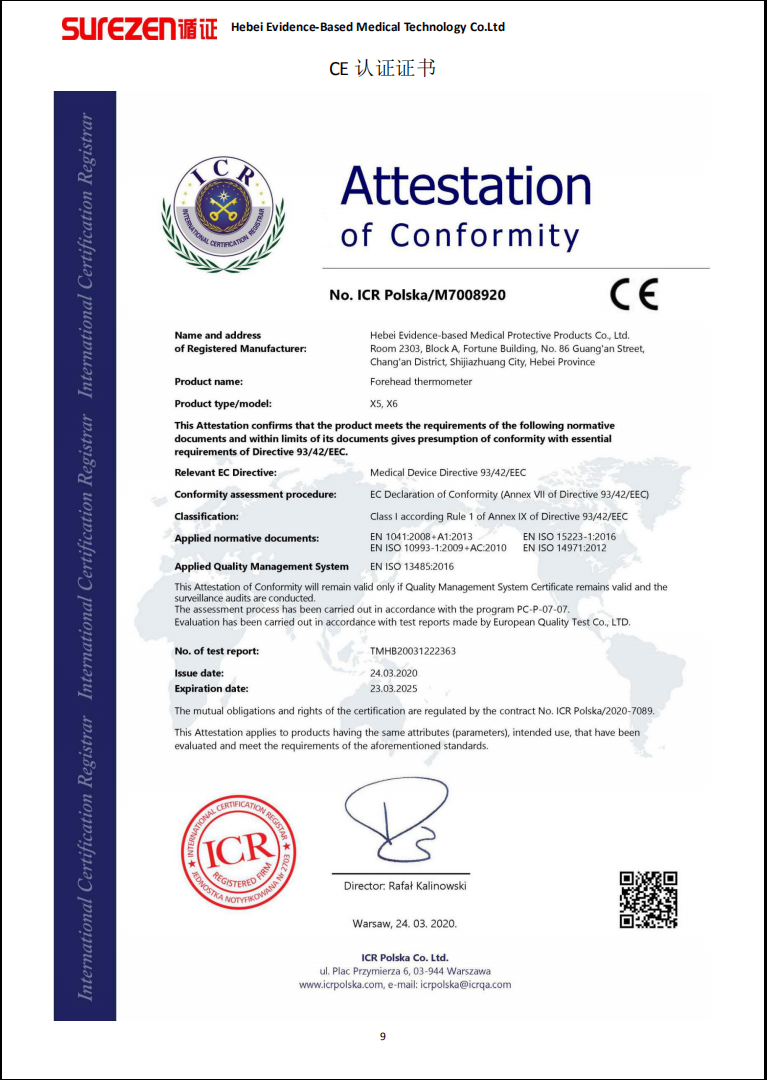 SUREZEN循证 Hebei Evidence-Based Medical Technology Co.Ltd
CE 认证证书
International Certification Registrar International Certification Registrar International Certification Registrar
ICR
INTERNATIONAL CERTIFICATION REGISTRAR
Attestation
of Conformity
No. ICR Polska/M7008920
CE
Name and address
of Registered Manufacturer:
Hebei Evidence-based Medical Protective Products Co., Ltd.
Room 2303, Block A, Fortune Building, No. 86 Guang'an Street,
Chang'an District, Shijiazhuang City, Hebei Province
Product name: Forehead thermometer
Product type/model: X5, X6
This Attestation confirms that the product meets the requirements of the following normative
documents and within limits of its documents gives presumption of conformity with essential
requirements of Directive 93/42/EEC.
Relevant EC Directive: Medical Device Directive 93/42/EEC
Conformity assessment procedure: EC Declaration of Conformity (Annex VII of Directive 93/42/EEC)
Classification: Class I according Rule 1 of Annex IX of Directive 93/42/EEC
Applied normative documents: EN 1041:2008+A1:2013 EN ISO 15223-1:2016
EN ISO 10993-1:2009+AC:2010 EN ISO 14971:2012
Applied Quality Management System EN ISO 13485:2016
This Attestation of Conformity will remain valid only if Quality Management System Certificate remains valid and the
surveillance audits are conducted.
The assessment process has been carried out in accordance with the program PC-P-07-07.
Evaluation has been carried out in accordance with test reports made by European Quality Test Co., LTD.
No. of test report: TMHB20031222363
Issue date: 24.03.2020
Expiration date: 23.03.2025
The mutual obligations and rights of the certification are regulated by the contract No. ICR Polska/2020-7089.
This Attestation applies to products having the same attributes (parameters), intended use, that have been
evaluated and meet the requirements of the aforementioned standards.
INTERNATIONAL CERTIFICATION REGISTRAR
ICR
REGISTERED FIRM
JEDNOSTKA NOTYFIKOWANA Nr 2703
Director: Rafał Kalinowski
Warsaw, 24. 03. 2020.
ICR Polska Co. Ltd.
ul. Plac Przymierza 6, 03-944 Warszawa
www.icrpolska.com, e-mail: icrpolska@icrqa.com
9